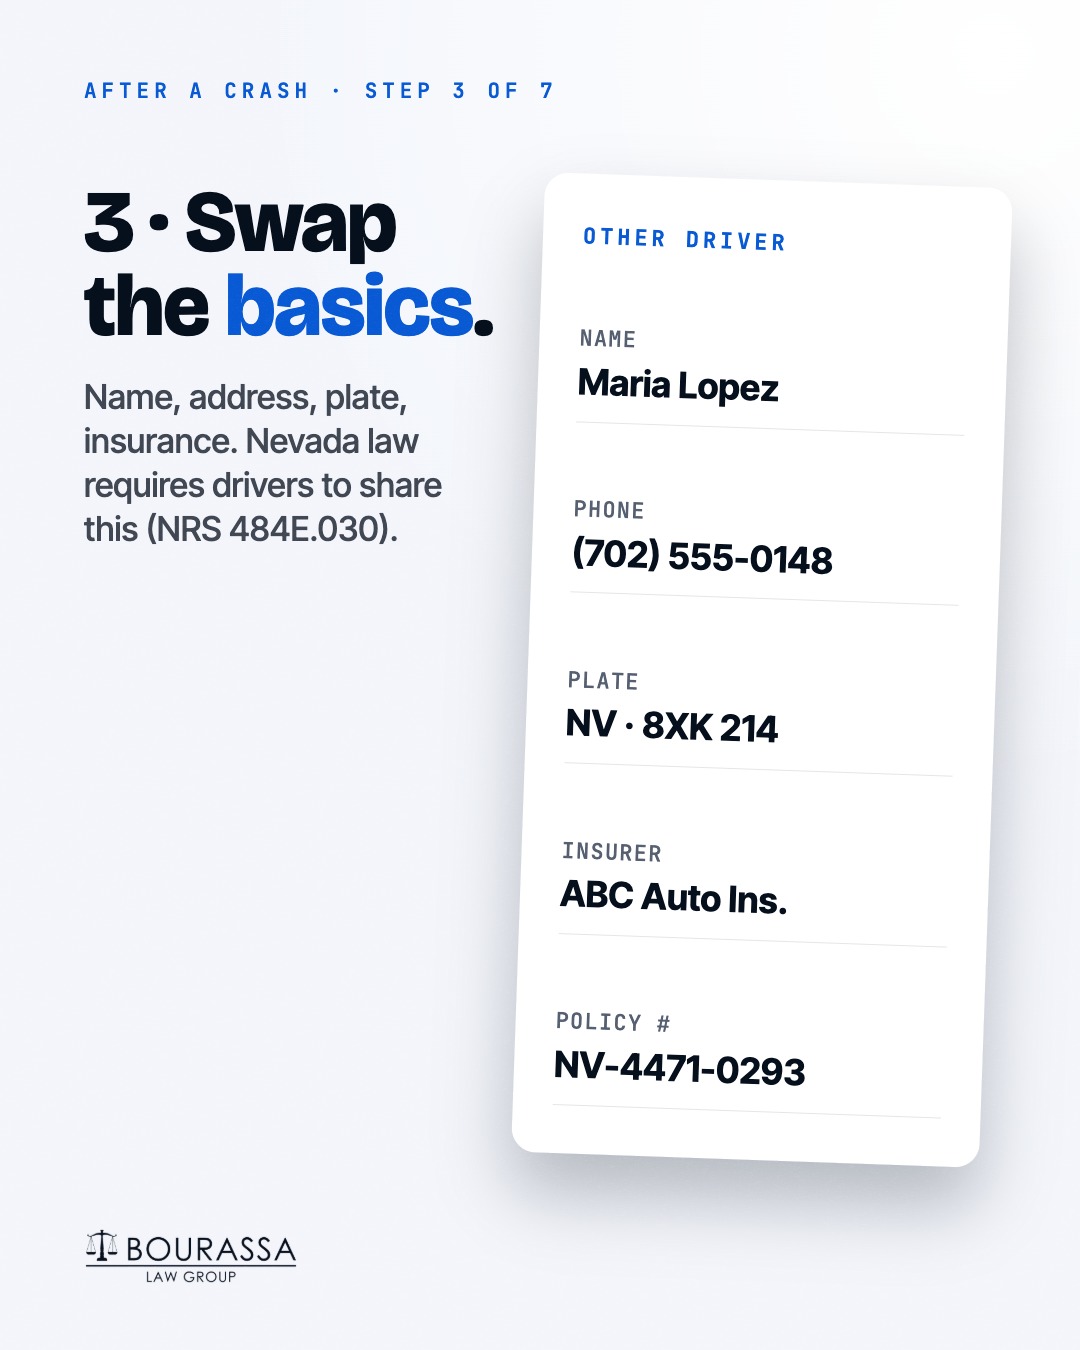 AFTER A CRASH · STEP 3 OF 7
3 · Swap
the basics.
Name, address, plate,
insurance. Nevada law
requires drivers to share
this (NRS 484E.030).
OTHER DRIVER
NAME
Maria Lopez
PHONE
(702) 555-0148
PLATE
NV · 8XK 214
INSURER
ABC Auto Ins.
POLICY #
NV-4471-0293
BOURASSA
LAW GROUP